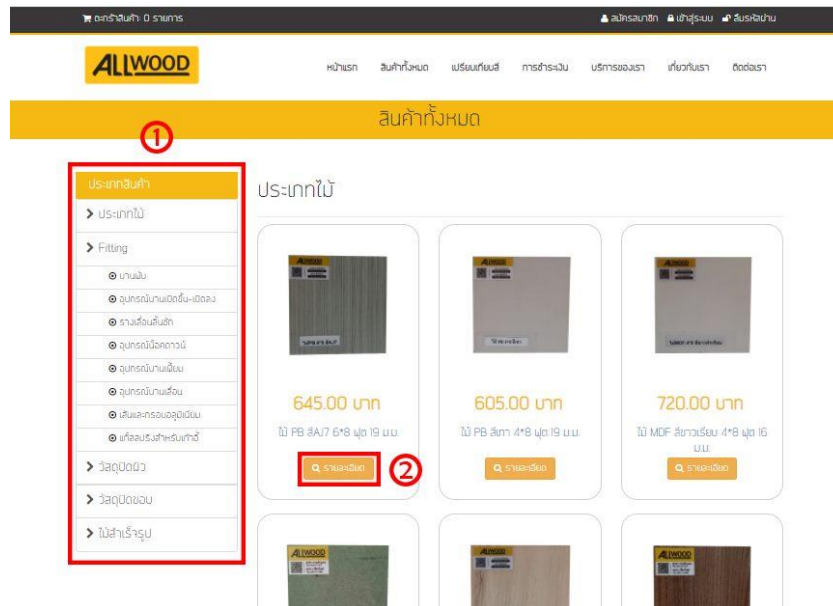 ตะกร้าสินค้า: 0 รายการ
สมัครสมาชิก เข้าสู่ระบบ ลืมรหัสผ่าน
ALLWOOD
หน้าแรก สินค้าทั้งหมด เปรียบเทียบสี การชำระเงิน บริการของเรา เกี่ยวกับเรา ติดต่อเรา
สินค้าทั้งหมด
1
ประเภทสินค้า
ประเภทไม้
Fitting
บานพับ
อุปกรณ์บานเปิดขึ้น-เปิดลง
รางเลื่อนลิ้นชัก
อุปกรณ์น็อคดาวน์
อุปกรณ์บานเฟี้ยม
อุปกรณ์บานเลื่อน
เส้นและกรอบอลูมิเนียม
แก๊สสปริงสำหรับเก้าอี้
วัสดุปิดผิว
วัสดุปิดขอบ
ไม้สำเร็จรูป
ประเภทไม้
ALLWOOD
645.00 บาท
ไม้ PB สีAJ7 6*8 ฟุต 19 ม.ม.
รายละเอียด
2
ALLWOOD
605.00 บาท
ไม้ PB สีเทา 4*8 ฟุต 19 ม.ม.
รายละเอียด
ALLWOOD
720.00 บาท
ไม้ MDF สีขาวเรียบ 4*8 ฟุต 16
ม.ม.
รายละเอียด
ALLWOOD
ALLWOOD
ALLWOOD